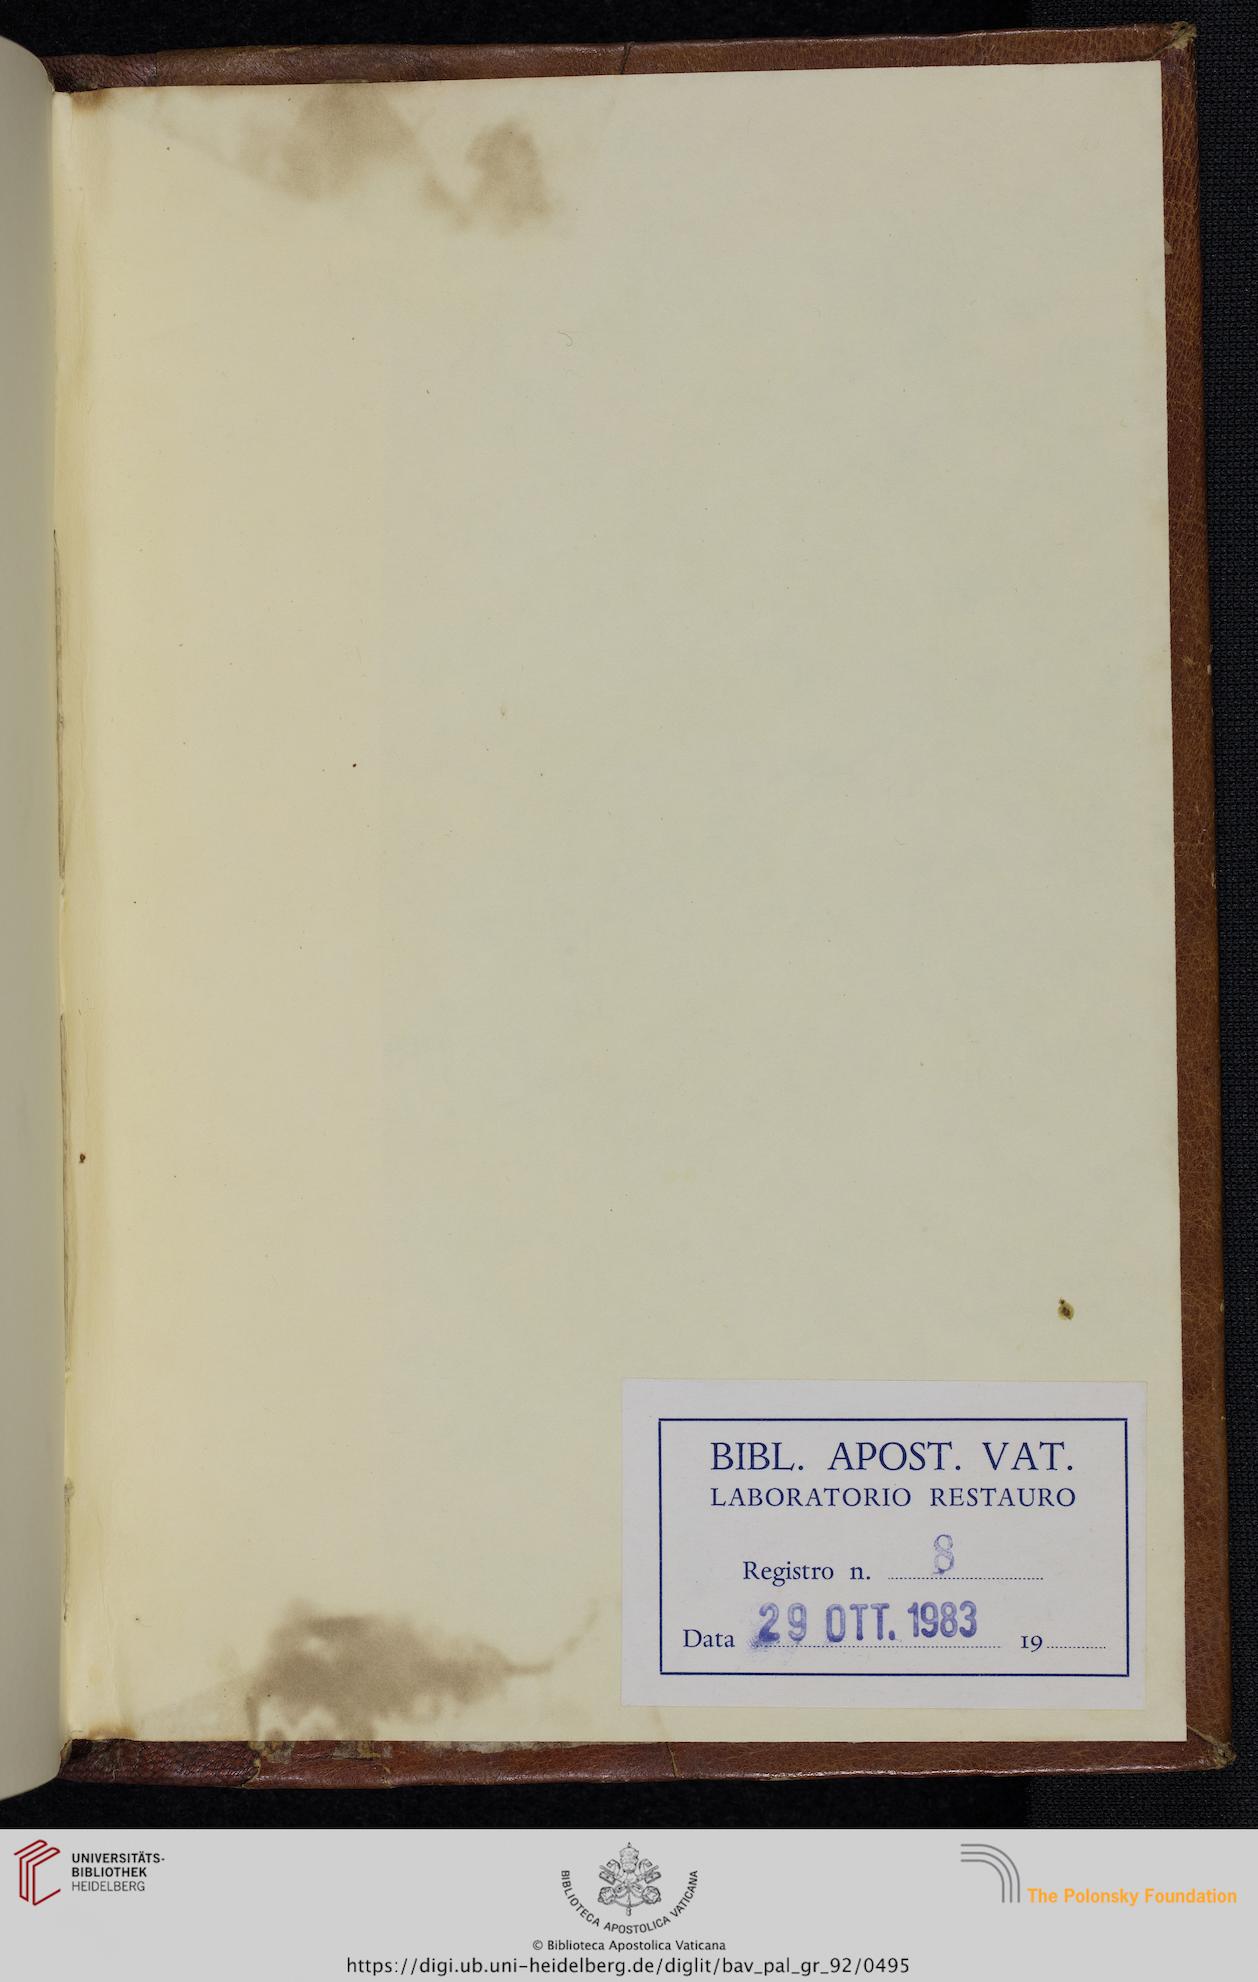 BIBL. APOST. VAT.
LABORATORIO RESTAURO
Registro n. 8
Data 29 OTT. 1983 19
UNIVERSITÄTS-
BIBLIOTHEK
HEIDELBERG
BIBLIOTECA APOSTOLICA VATICANA
© Biblioteca Apostolica Vaticana
The Polonsky Foundation
https://digi.ub.uni-heidelberg.de/diglit/bav_pal_gr_92/0495